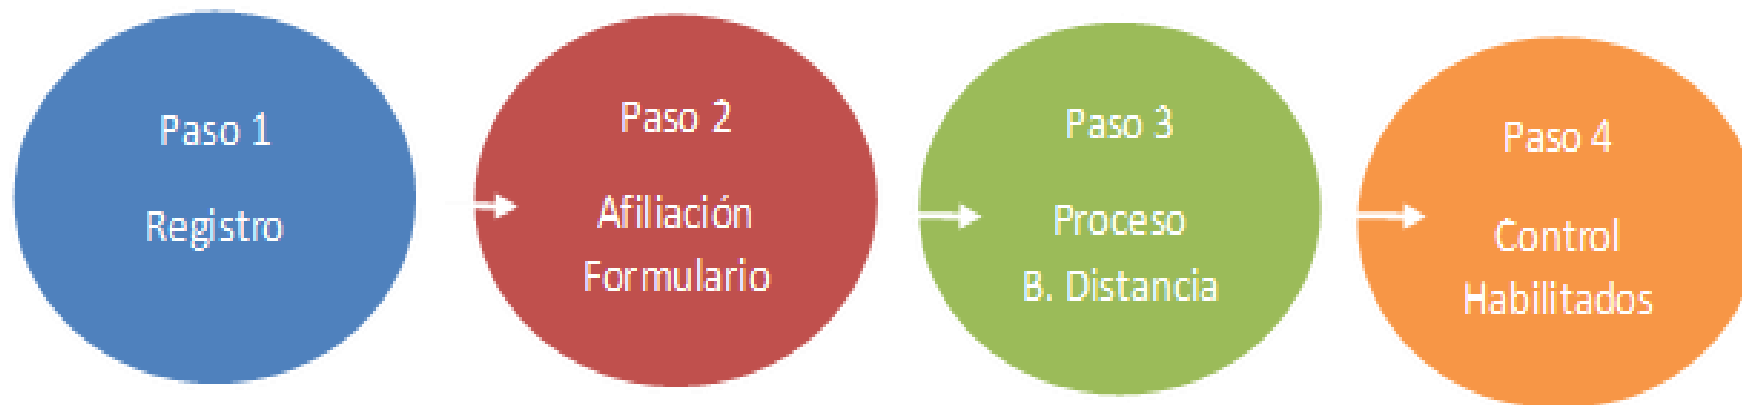 Paso 1
Registro
Paso 2
Afiliación
Formulario
Paso 3
Proceso
B. Distancia
Paso 4
Control
Habilitados